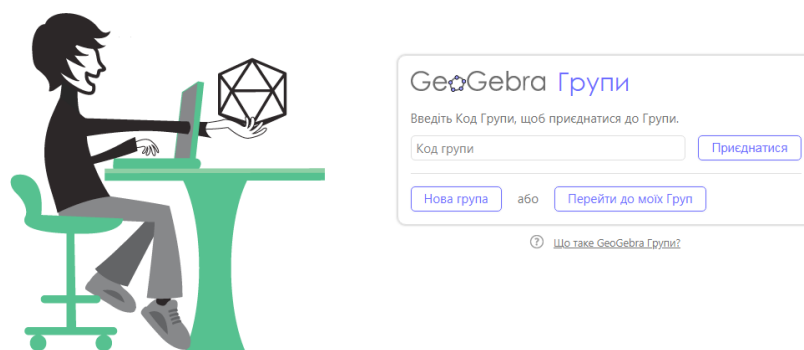 GeoGebra Групи
Введіть Код Групи, щоб приєднатися до Групи.
Код групи Приєднатися
Нова група або Перейти до моїх Груп
? Що таке GeoGebra Групи?